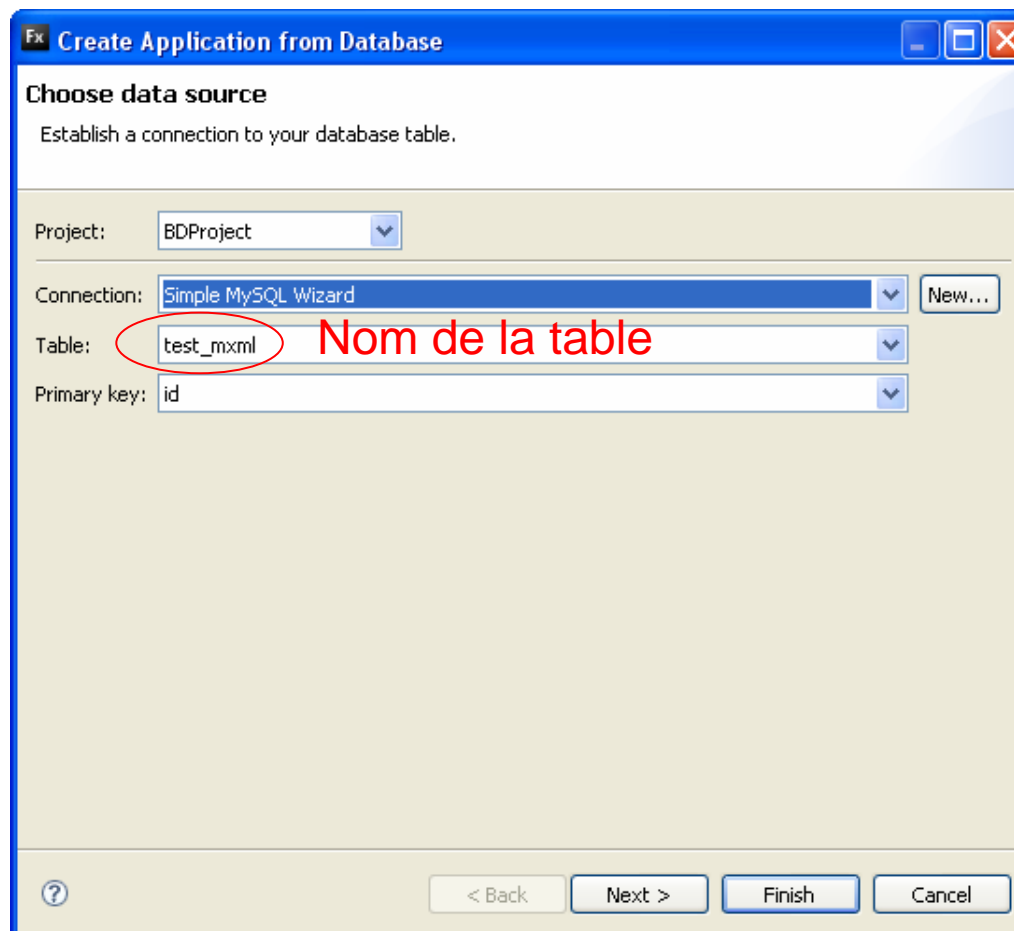 Fx Create Application from Database
Choose data source
Establish a connection to your database table.
Project: BDProject
Connection: Simple MySQL Wizard New...
Table: test_mxml Nom de la table
Primary key: id
? < Back Next > Finish Cancel